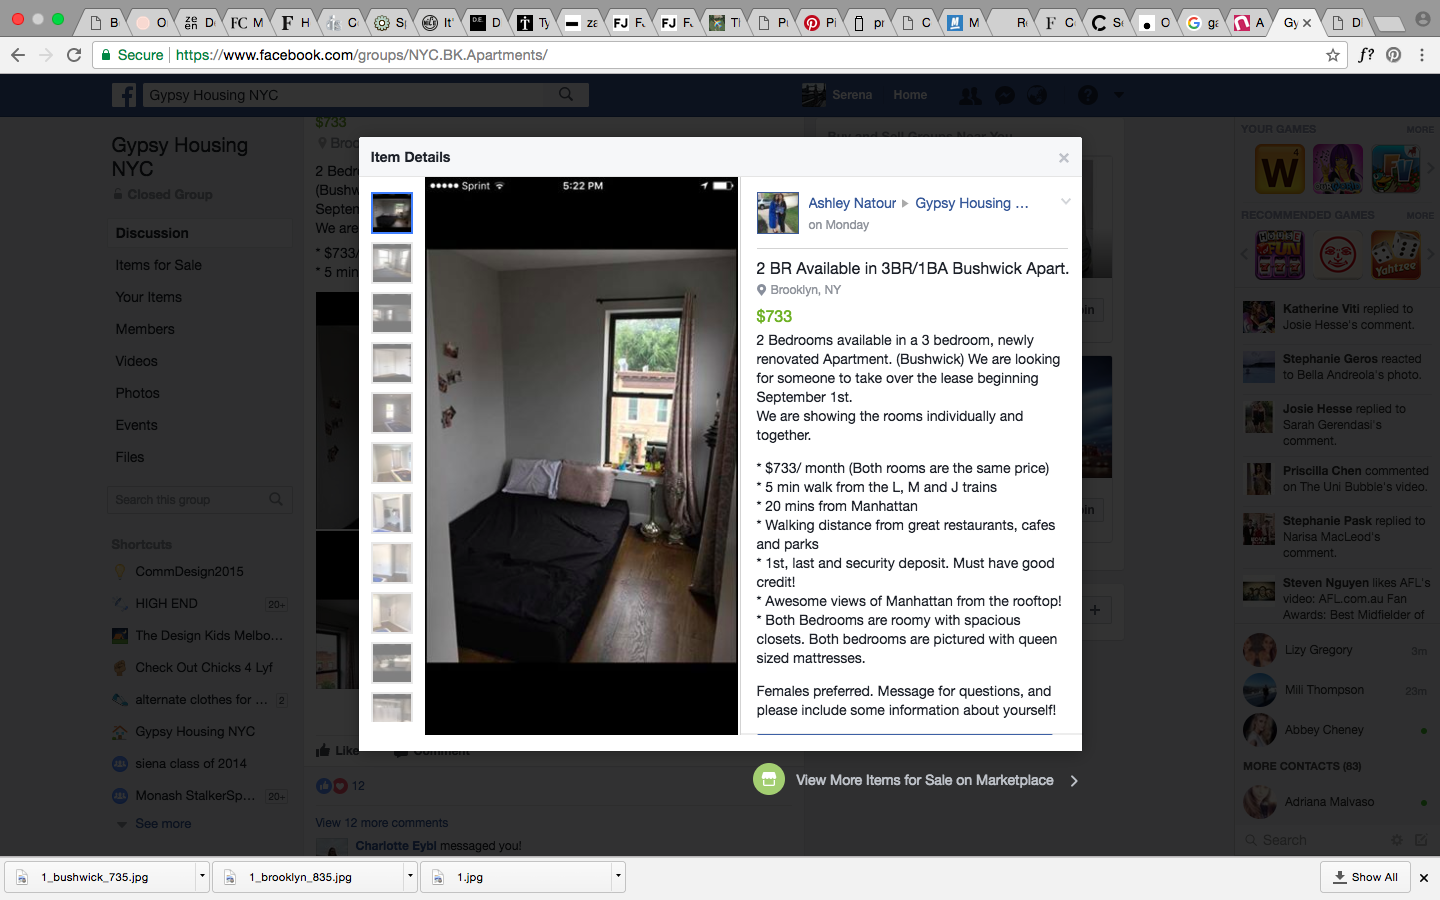 Secure
https://www.facebook.com/groups/NYC.BK.Apartments/
f?
Gypsy Housing NYC
Serena
Home
Gypsy Housing
NYC
Closed Group
Discussion
Items for Sale
Your Items
Members
Videos
Photos
Events
Files
Search this group
Shortcuts
CommDesign2015
HIGH END
20+
The Design Kids Melbo...
Check Out Chicks 4 Lyf
alternate clothes for ...
2
Gypsy Housing NYC
siena class of 2014
Monash StalkerSp...
20+
See more
$733
Item Details
Sprint
5:22 PM
Ashley Natour
Gypsy Housing ...
on Monday
2 BR Available in 3BR/1BA Bushwick Apart.
Brooklyn, NY
$733
2 Bedrooms available in a 3 bedroom, newly
renovated Apartment. (Bushwick) We are looking
for someone to take over the lease beginning
September 1st.
We are showing the rooms individually and
together.
* $733/ month (Both rooms are the same price)
* 5 min walk from the L, M and J trains
* 20 mins from Manhattan
* Walking distance from great restaurants, cafes
and parks
* 1st, last and security deposit. Must have good
credit!
* Awesome views of Manhattan from the rooftop!
* Both Bedrooms are roomy with spacious
closets. Both bedrooms are pictured with queen
sized mattresses.
Females preferred. Message for questions, and
please include some information about yourself!
View More Items for Sale on Marketplace
Like
Comment
12
View 12 more comments
Charlotte Eybl messaged you!
Buy and Sell Groups Near You
YOUR GAMES
MORE
RECOMMENDED GAMES
MORE
Katherine Viti replied to
Josie Hesse's comment.
Stephanie Geros reacted
to Bella Andreola's photo.
Josie Hesse replied to
Sarah Gerendasi's
comment.
Priscilla Chen commented
on The Uni Bubble's video.
Stephanie Pask replied to
Narisa MacLeod's
comment.
Steven Nguyen likes AFL's
video: AFL.com.au Fan
Awards: Best Midfielder of
Lizy Gregory
3m
Mill Thompson
23m
Abbey Cheney
MORE CONTACTS (83)
Adriana Malvaso
Search
1_bushwick_735.jpg
1_brooklyn_835.jpg
1.jpg
Show All